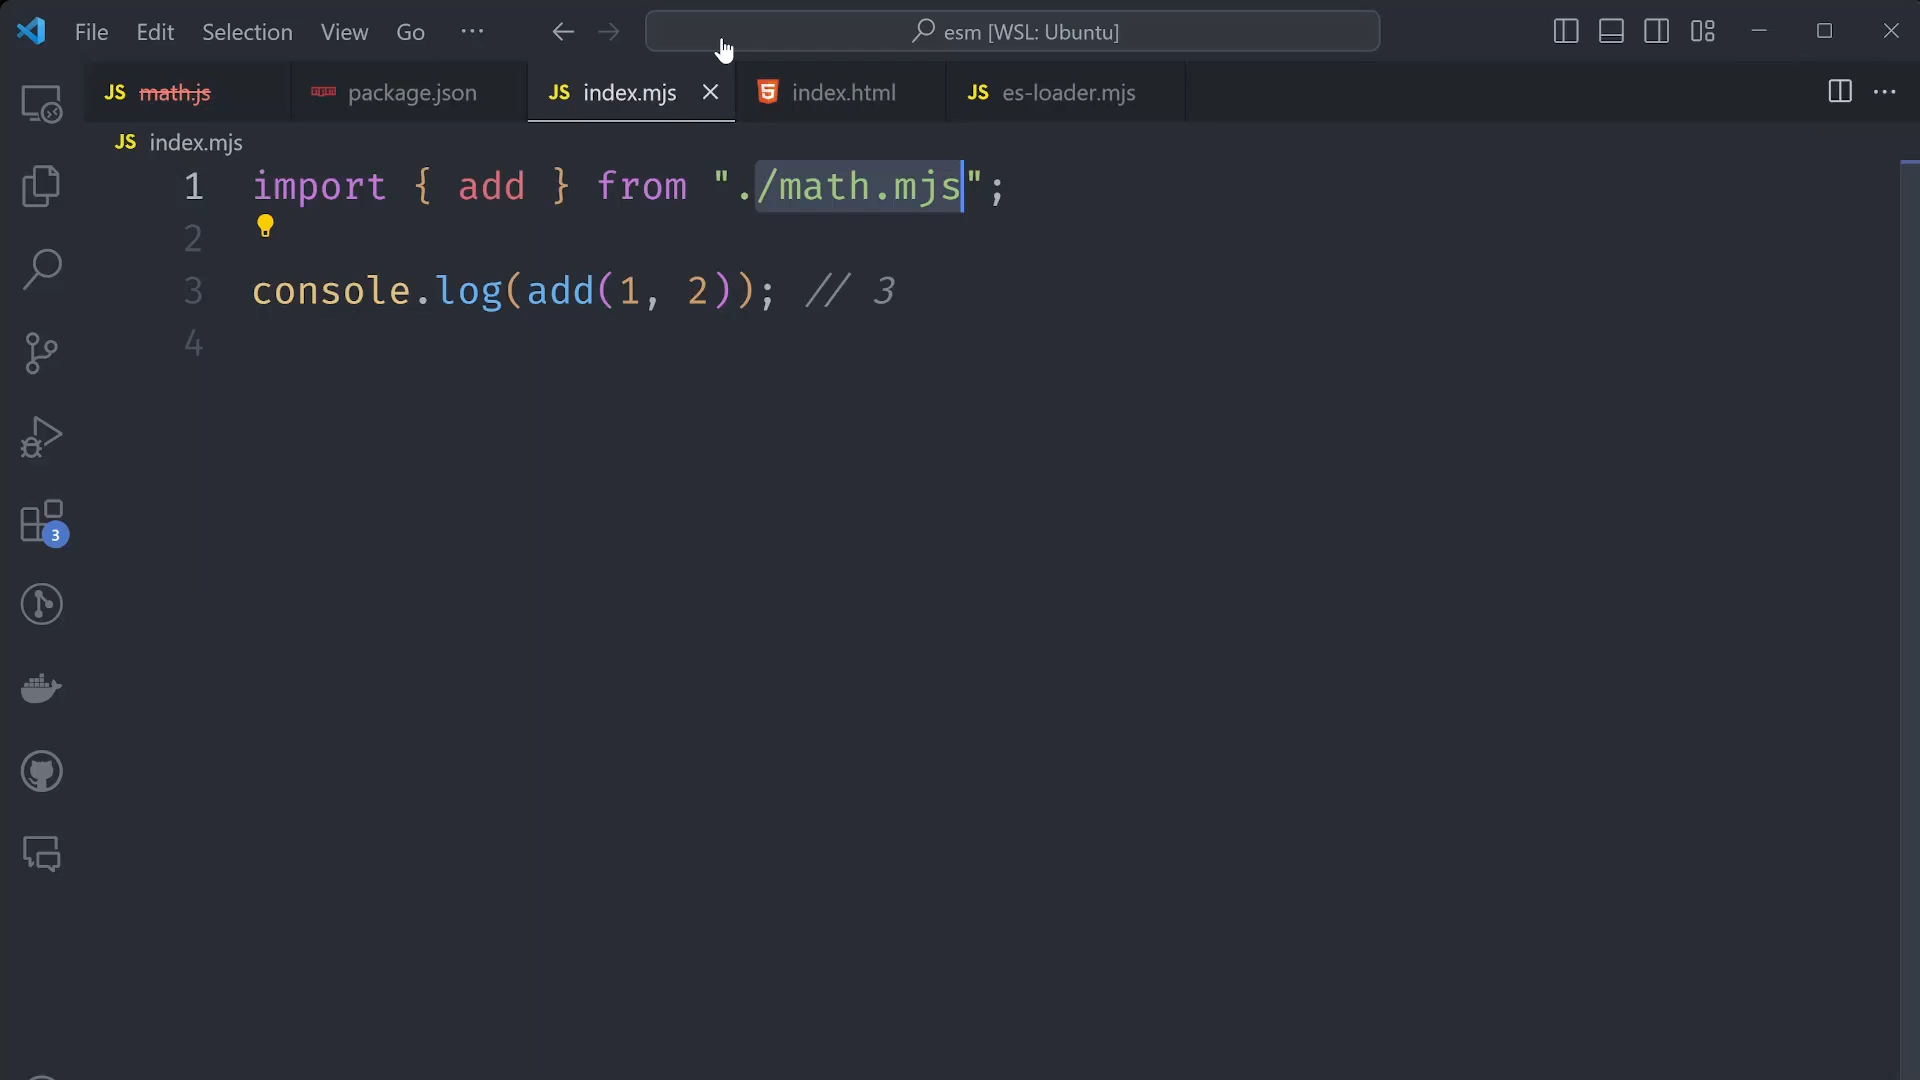 File Edit Selection View Go ··· esm [WSL: Ubuntu]
JS math.js npm package.json JS index.mjs index.html JS es-loader.mjs
JS index.mjs
1 import { add } from "./math.mjs";
2
3 console.log(add(1, 2)); // 3
4
3